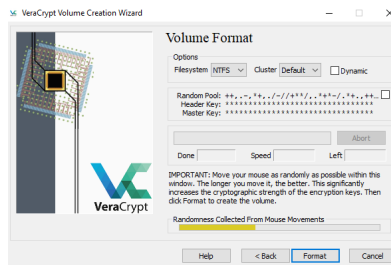 VeraCrypt Volume Creation Wizard
Volume Format
Options
Filesystem NTFS Cluster Default Dynamic
Random Pool:
Header Key: ********************************
Master Key: ********************************
Abort
Done Speed Left
IMPORTANT: Move your mouse as randomly as possible within this
window. The longer you move it, the better. This significantly
increases the cryptographic strength of the encryption keys. Then
click Format to create the volume.
Randomness Collected From Mouse Movements
VeraCrypt
Help < Back Format Cancel